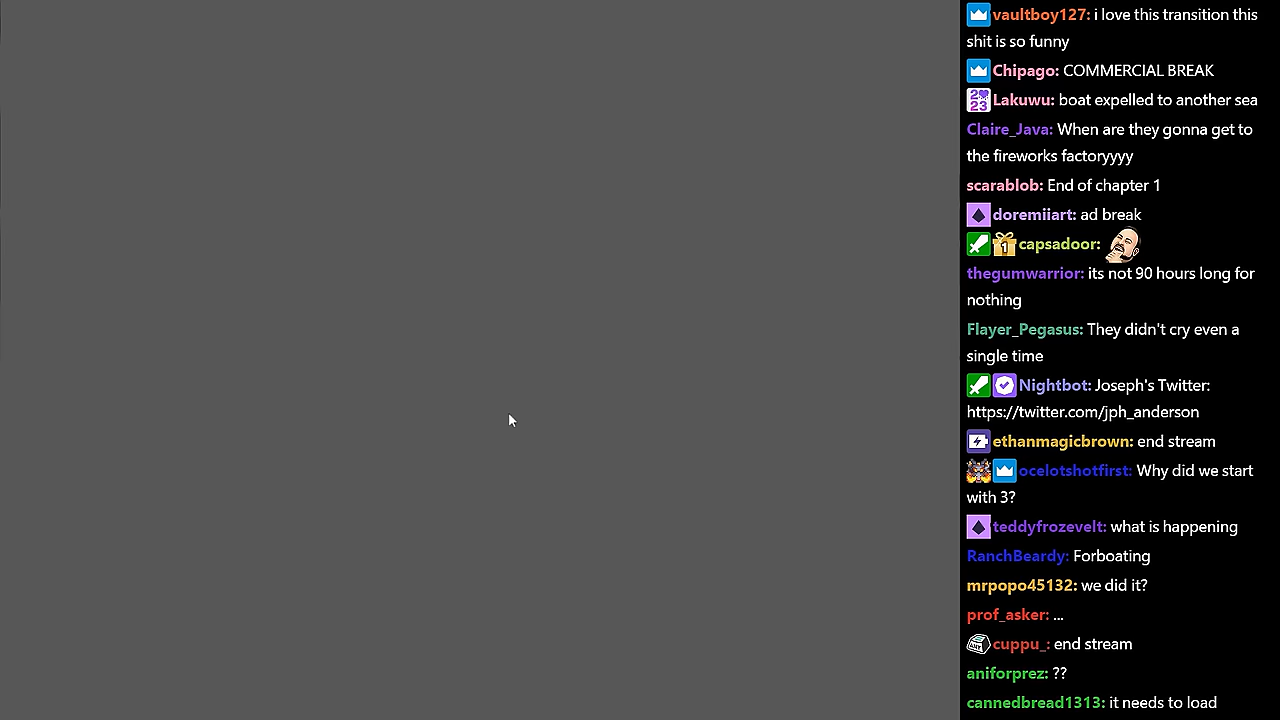 vaultboy127: i love this transition this
shit is so funny
Chipago: COMMERCIAL BREAK
Lakuwu: boat expelled to another sea
Claire_Java: When are they gonna get to
the fireworks factoryyyy
scarablob: End of chapter 1
doremiiart: ad break
1 capsadoor:
thegumwarrior: its not 90 hours long for
nothing
Flayer_Pegasus: They didn't cry even a
single time
Nightbot: Joseph's Twitter:
https://twitter.com/jph_anderson
ethanmagicbrown: end stream
ocelotshotfirst: Why did we start
with 3?
teddyfrozevelt: what is happening
RanchBeardy: Forboating
mrpopo45132: we did it?
prof_asker: ...
cuppu_: end stream
aniforprez: ??
cannedbread1313: it needs to load